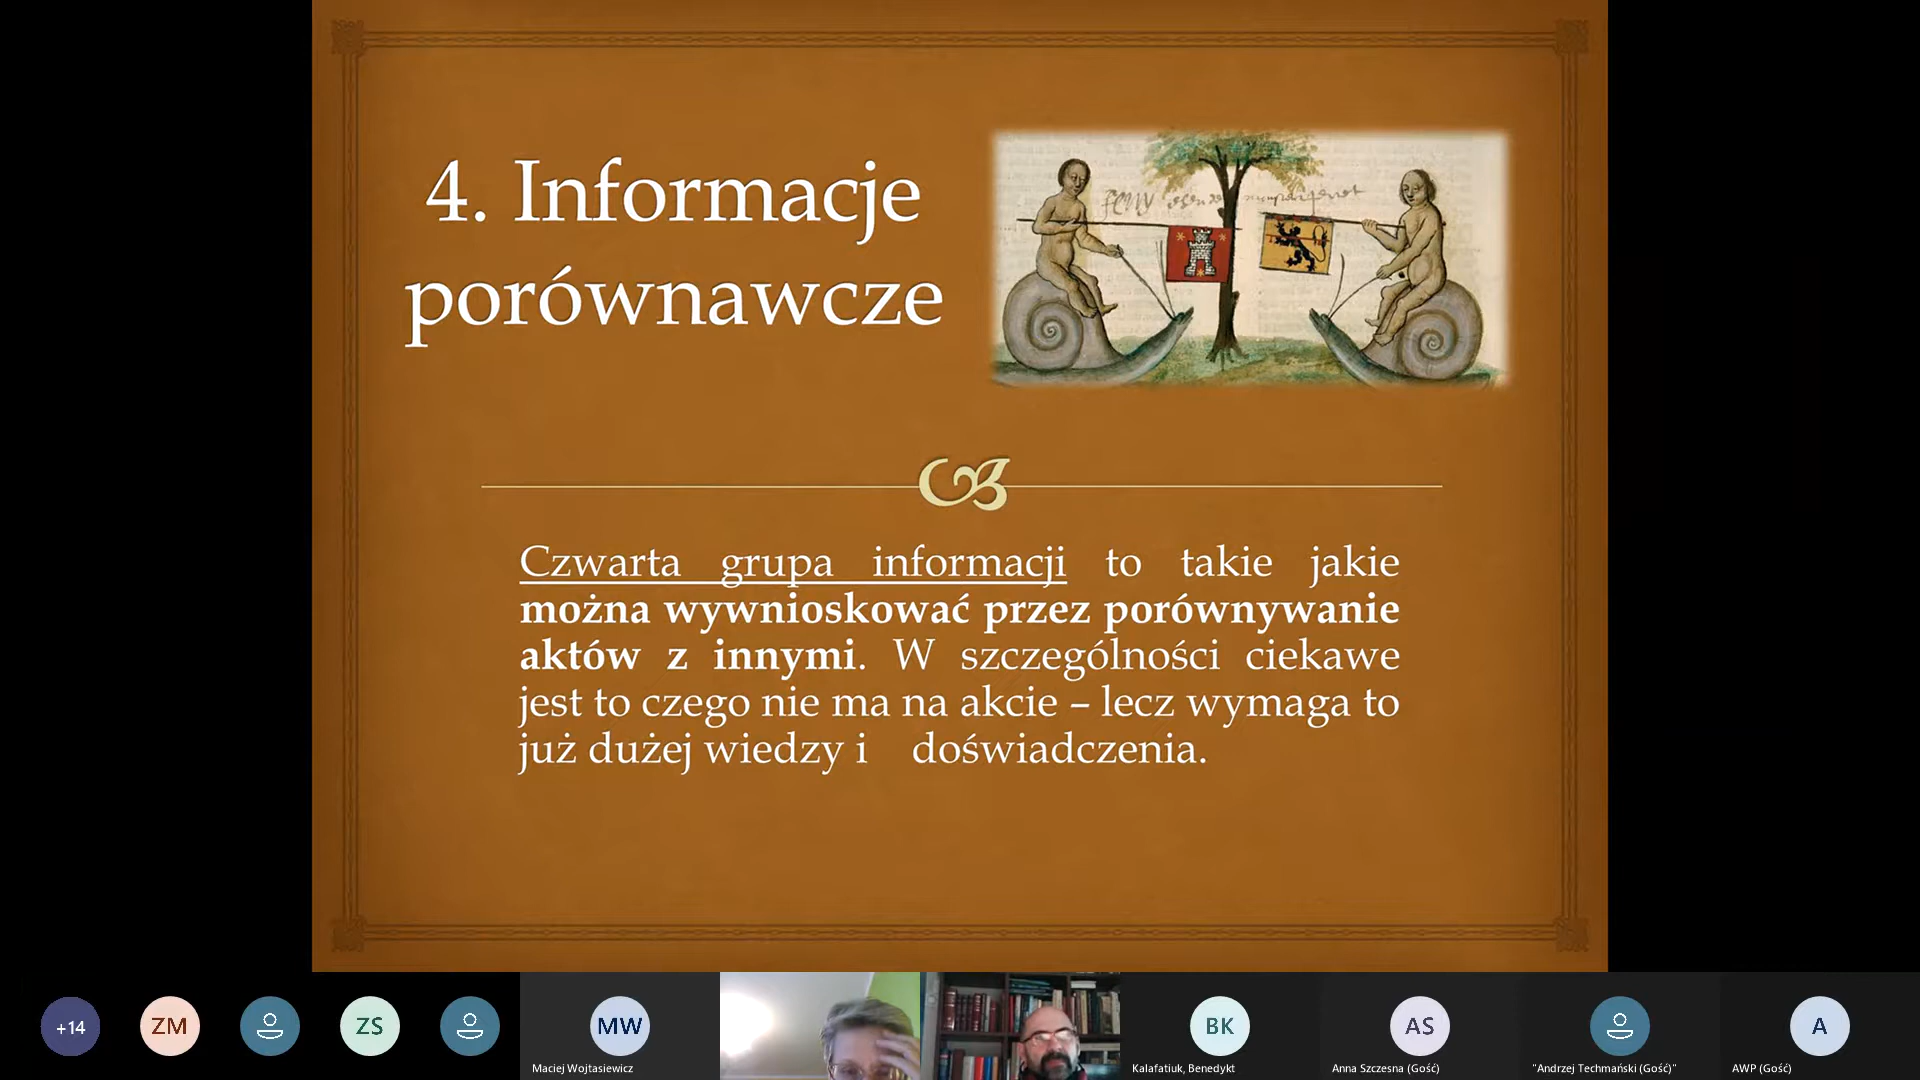 4. Informacje
porównawcze
Czwarta grupa informacji to takie jakie
można wywnioskować przez porównywanie
aktów z innymi. W szczególności ciekawe
jest to czego nie ma na akcie – lecz wymaga to
już dużej wiedzy i doświadczenia.
+14
ZM
ZS
MW
BK
AS
A
Maciej Wojtasiewicz
Kalafatiuk, Benedykt
Anna Szczesna (Gość)
"Andrzej Techmański (Gość)"
AWP (Gość)